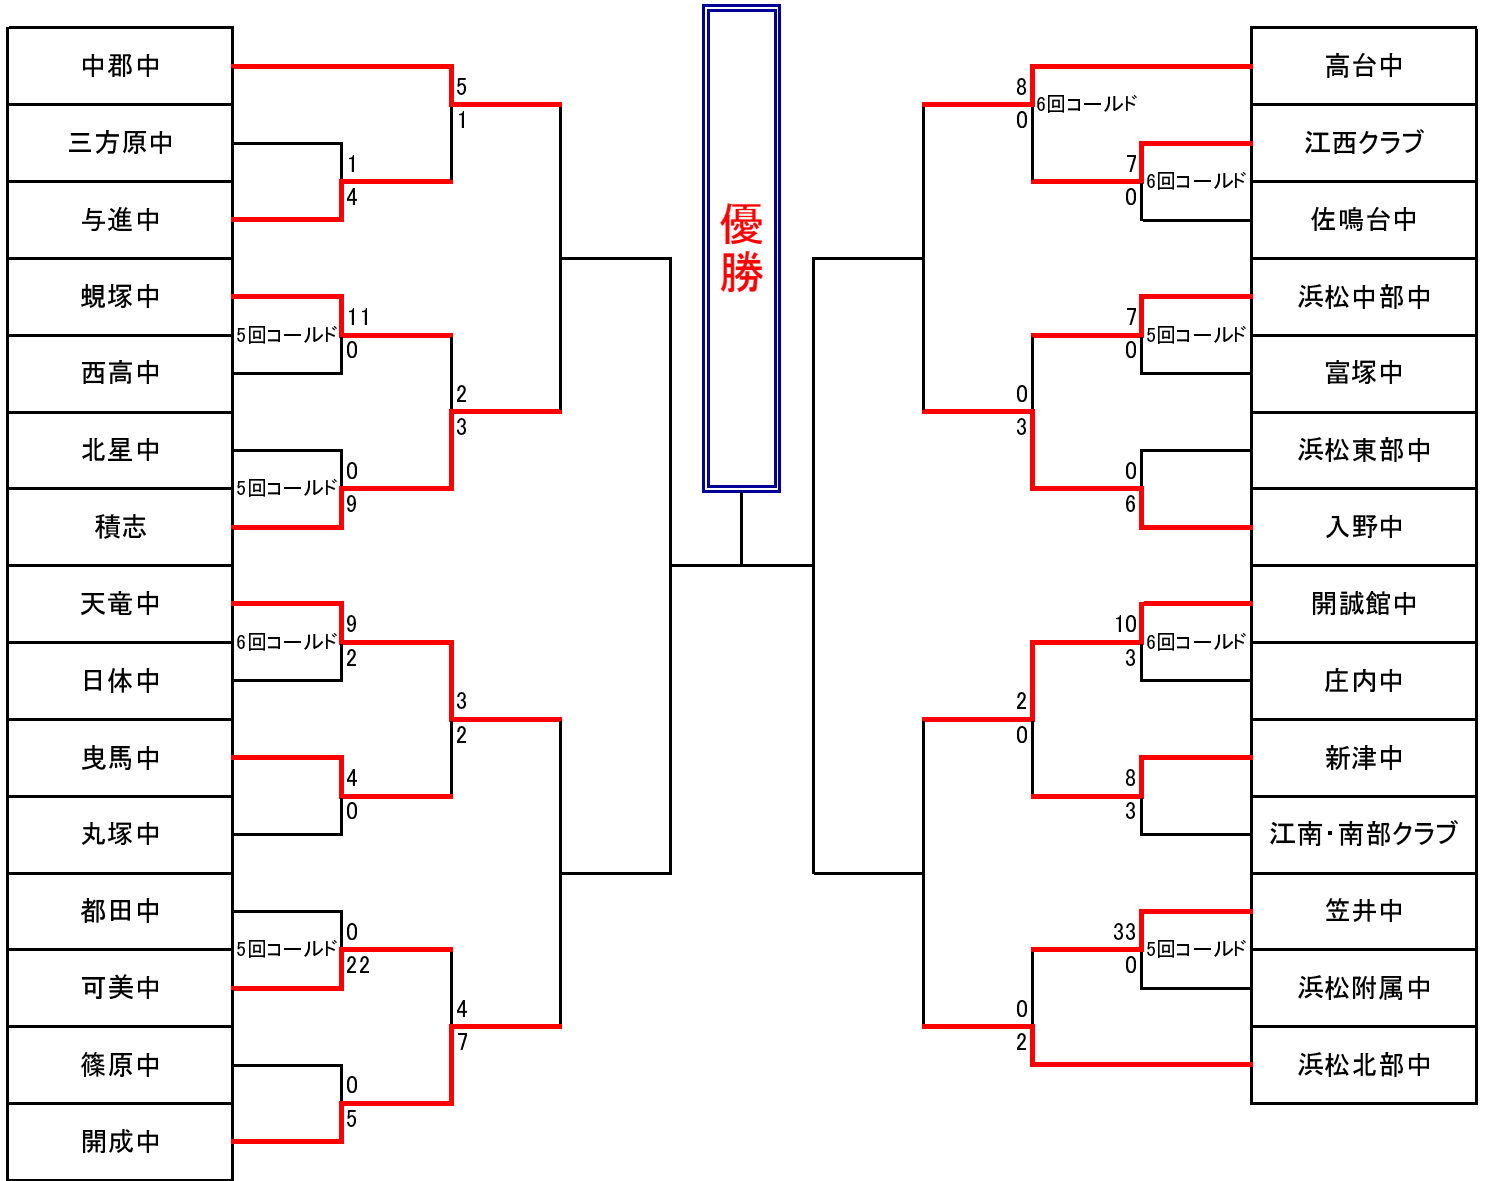 中郡中
三方原中
与進中
蜆塚中
西高中
北星中
積志
天竜中
日体中
曳馬中
丸塚中
都田中
可美中
篠原中
開成中
5
1
1
4
11
5回コールド
0
2
3
0
5回コールド
9
9
6回コールド
2
3
2
4
0
0
5回コールド
22
4
7
0
5
優勝
8
6回コールド
0
7
6回コールド
0
7
5回コールド
0
0
3
0
6
10
6回コールド
3
2
0
8
3
33
5回コールド
0
0
2
高台中
江西クラブ
佐鳴台中
浜松中部中
富塚中
浜松東部中
入野中
開誠館中
庄内中
新津中
江南・南部クラブ
笠井中
浜松附属中
浜松北部中